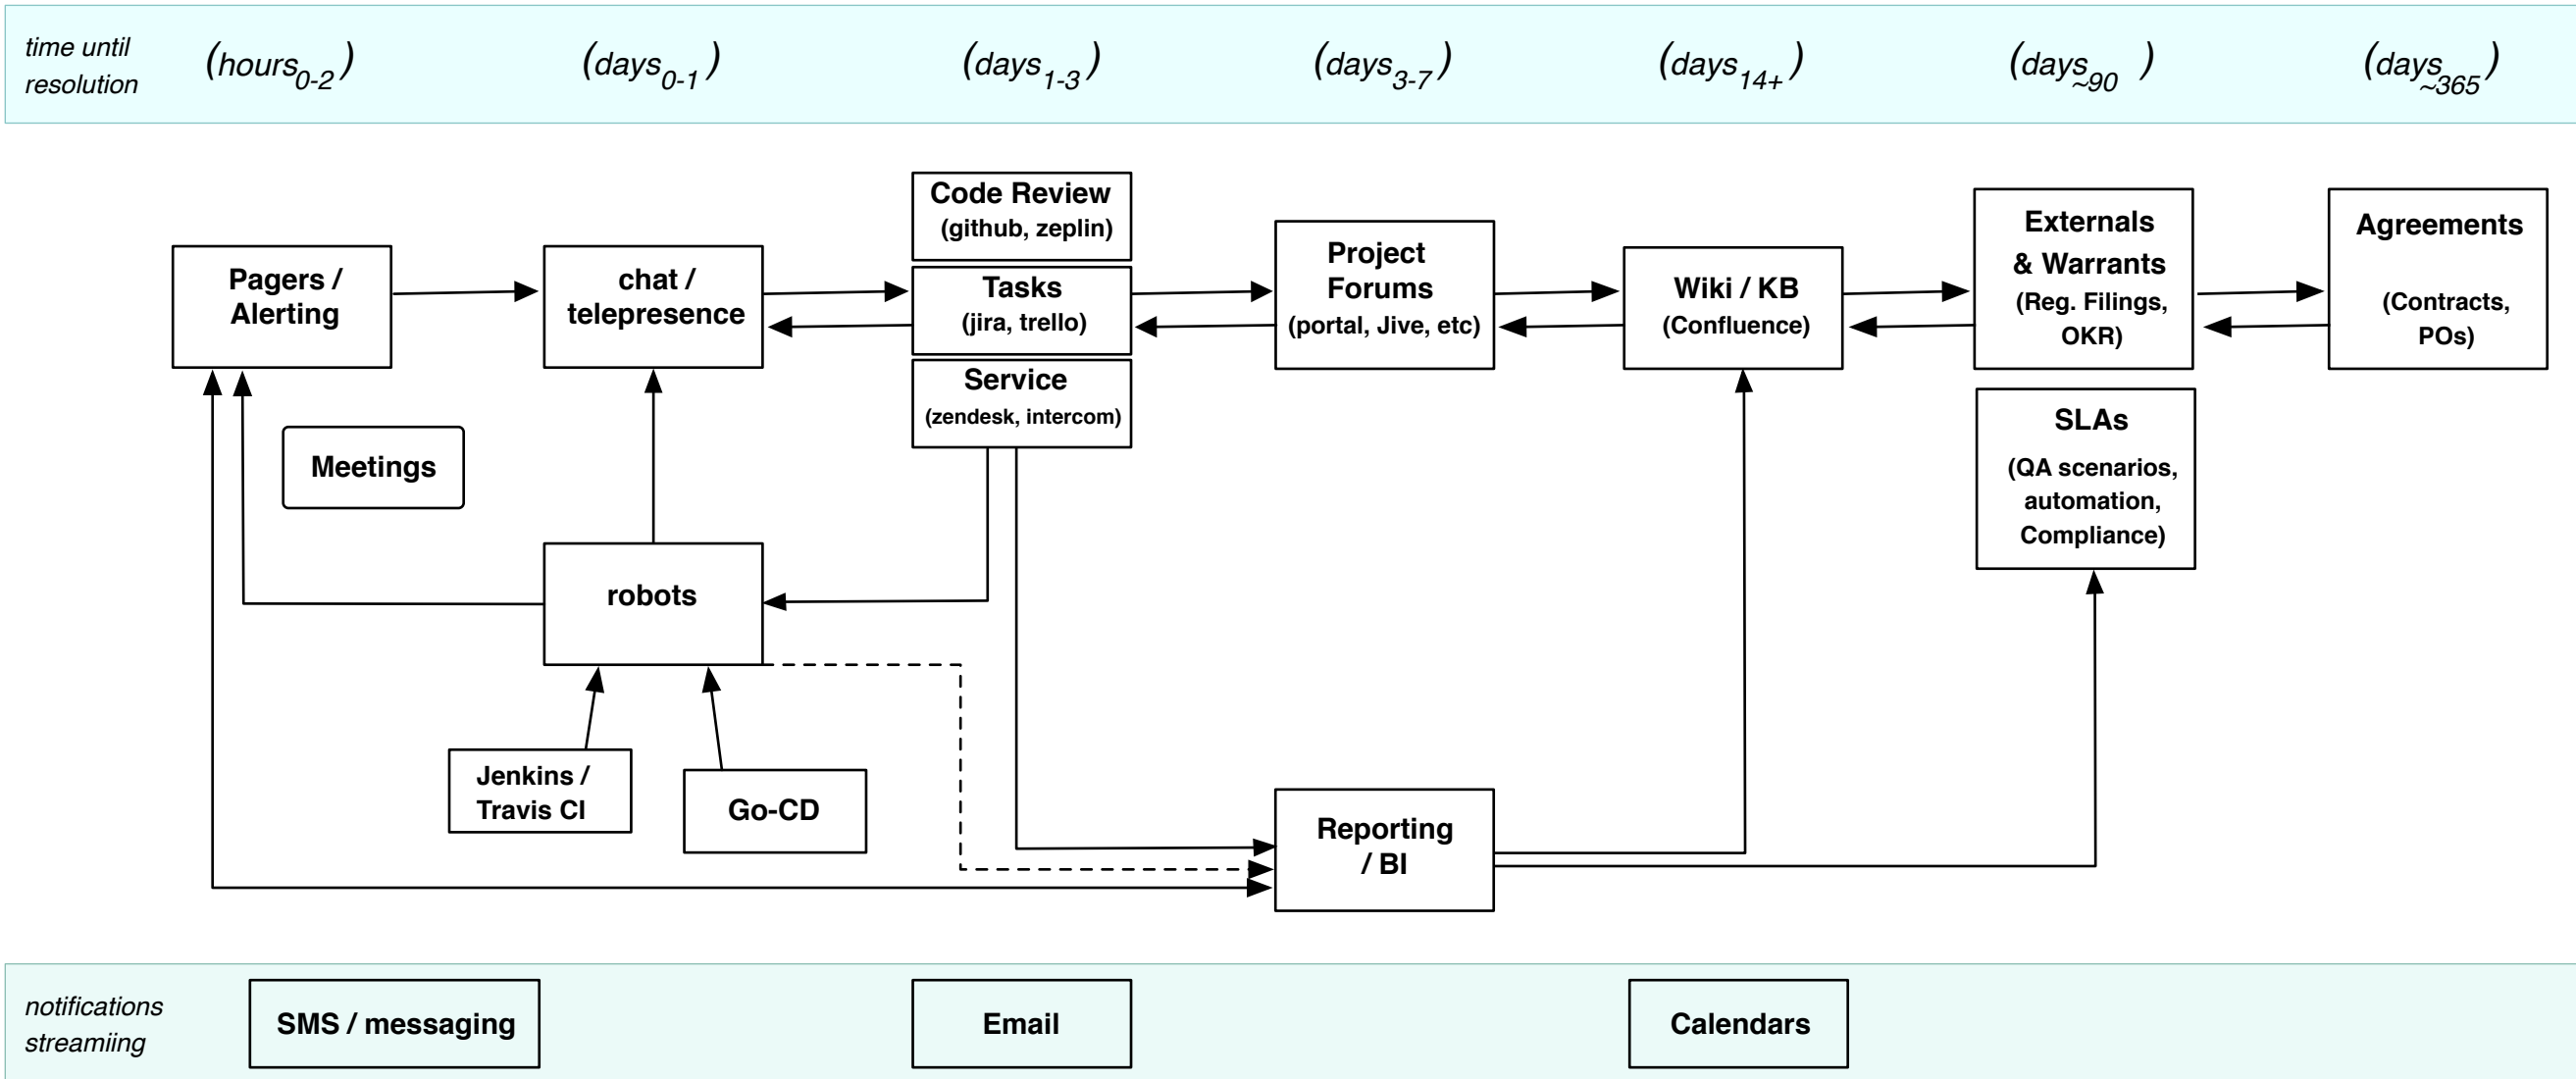 time until
resolution
(hours0-2)
(days0-1)
(days1-3)
(days3-7)
(days14+)
(days~90 )
(days~365)
Code Review
(github, zeplin)
Pagers /
Alerting
chat /
telepresence
Tasks
(jira, trello)
Service
(zendesk, intercom)
Project
Forums
(portal, Jive, etc)
Wiki / KB
(Confluence)
Externals
& Warrants
(Reg. Filings,
OKR)
Agreements
(Contracts,
POs)
Meetings
SLAs
(QA scenarios,
automation,
Compliance)
robots
Jenkins /
Travis CI
Go-CD
Reporting
/ BI
notifications
streamiing
SMS / messaging
Email
Calendars